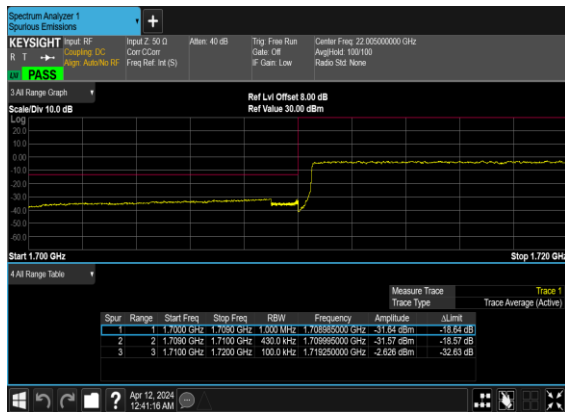 Spectrum Analyzer 1
Spurious Emissions
KEYSIGHT Input: RF Input Z: 50 Ω Atten: 40 dB Trig: Free Run Center Freq: 22.005000000 GHz
R T Coupling: DC Corr CCorr Gate: Off Avg|Hold: 100/100
Align: Auto/No RF Freq Ref: Int (S) IF Gain: Low Radio Std: None
PASS
3 All Range Graph
Ref Lvl Offset 8.00 dB
Scale/Div 10.0 dB Ref Value 30.00 dBm
Log
20.0
10.0
0.00
-10.0
-20.0
-30.0
-40.0
-50.0
-60.0
Start 1.700 GHz Stop 1.720 GHz
4 All Range Table
Measure Trace Trace 1
Trace Type Trace Average (Active)
Spur Range Start Freq Stop Freq RBW Frequency Amplitude ΔLimit
1 1 1.7000 GHz 1.7090 GHz 1.000 MHz 1.708985000 GHz -31.64 dBm -18.64 dB
2 2 1.7090 GHz 1.7100 GHz 430.0 kHz 1.709995000 GHz -31.57 dBm -18.57 dB
3 3 1.7100 GHz 1.7200 GHz 100.0 kHz 1.719250000 GHz -2.626 dBm -32.63 dB
Apr 12, 2024
12:41:16 AM